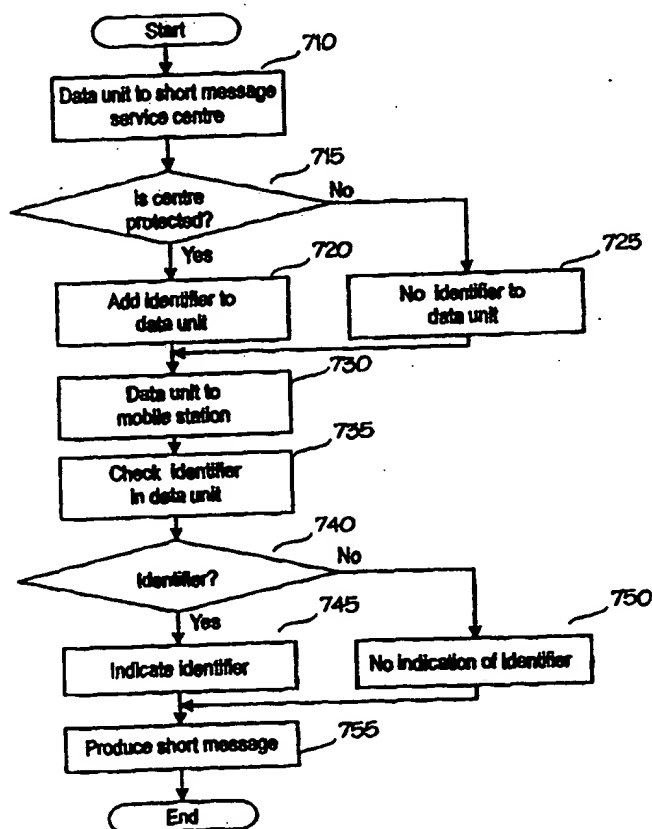 Start
710
Data unit to short message
service centre
715
Is centre
protected?
No
Yes
720
725
Add identifier to
data unit
No identifier to
data unit
730
Data unit to
mobile station
735
Check identifier
in data unit
740
Identifier?
No
Yes
745
750
Indicate identifier
No indication of identifier
Produce short message
755
End